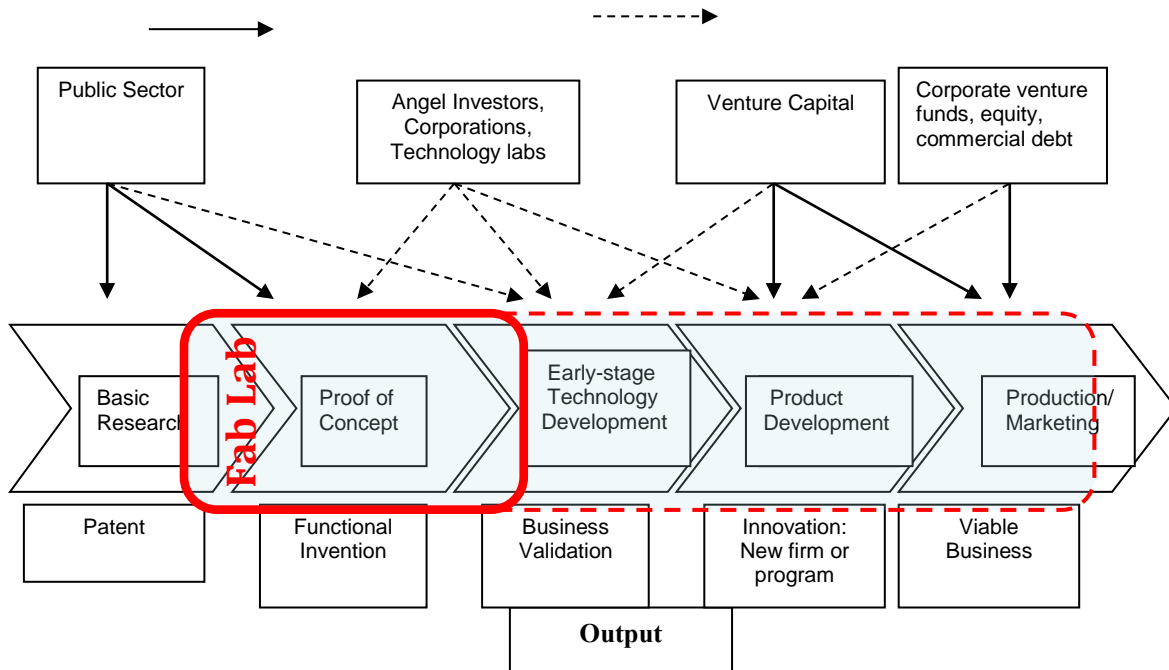 Public Sector
Angel Investors,
Corporations,
Technology labs
Venture Capital
Corporate venture
funds, equity,
commercial debt
Fab Lab
Basic
Research
Proof of
Concept
Early-stage
Technology
Development
Product
Development
Production/
Marketing
Patent
Functional
Invention
Business
Validation
Innovation:
New firm or
program
Viable
Business
Output